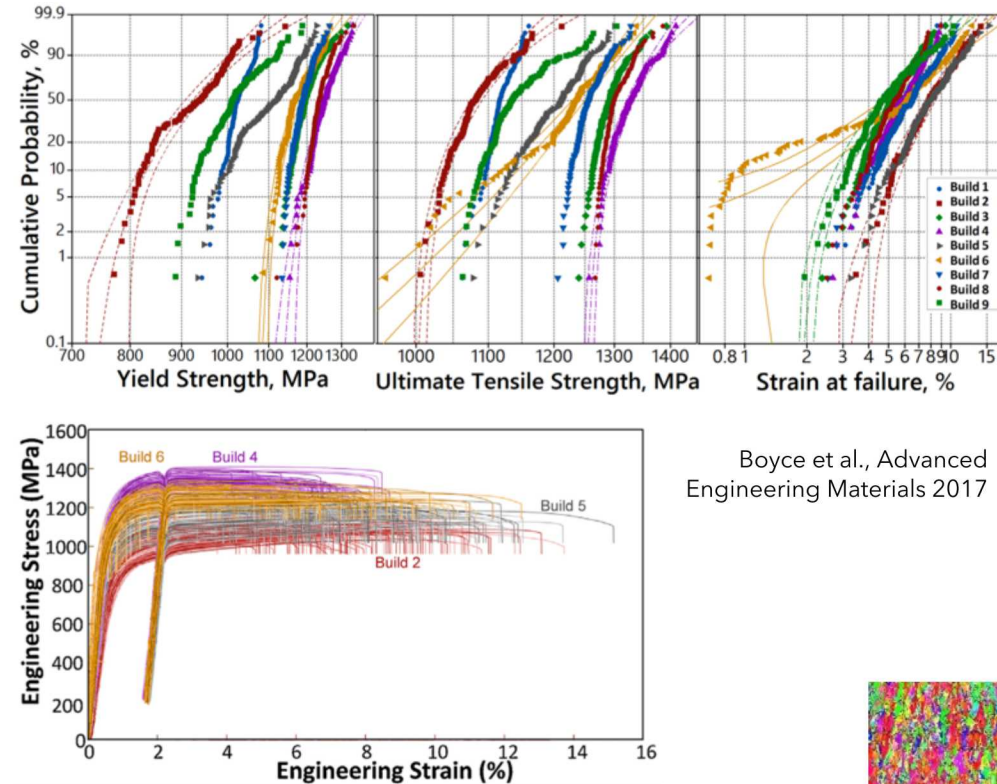 99.9
90
50
20
10
5
2
1
0.1
Cumulative Probability, %
700 800 900 1000 1100 1200 1300
Yield Strength, MPa
1000 1100 1200 1300 1400
Ultimate Tensile Strength, MPa
0.8 1 2 3 4 5 6 7 8 9 10 15
Strain at failure, %
Build 1
Build 2
Build 3
Build 4
Build 5
Build 6
Build 7
Build 8
Build 9
1600
1400
1200
1000
800
600
400
200
0
Engineering Stress (MPa)
Build 6
Build 4
Build 5
Build 2
0 2 4 6 8 10 12 14 16
Engineering Strain (%)
Boyce et al., Advanced
Engineering Materials 2017